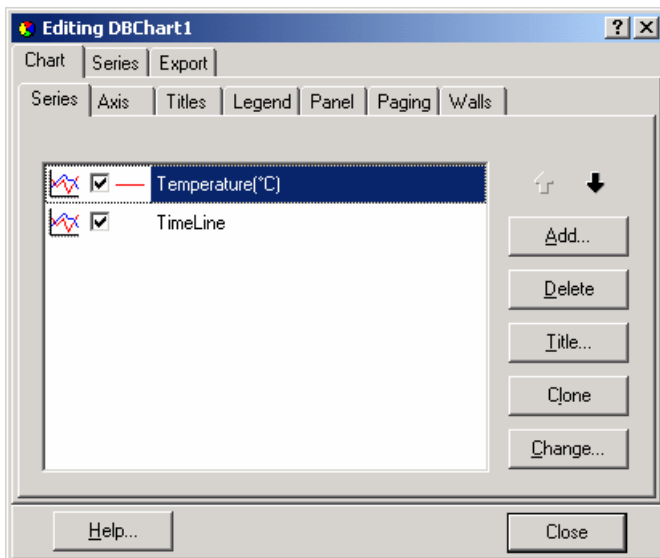 Editing DBChart1
Chart Series Export
Series Axis Titles Legend Panel Paging Walls
Temperature(°C)
TimeLine
Add...
Delete
Title...
Clone
Change...
Help... Close